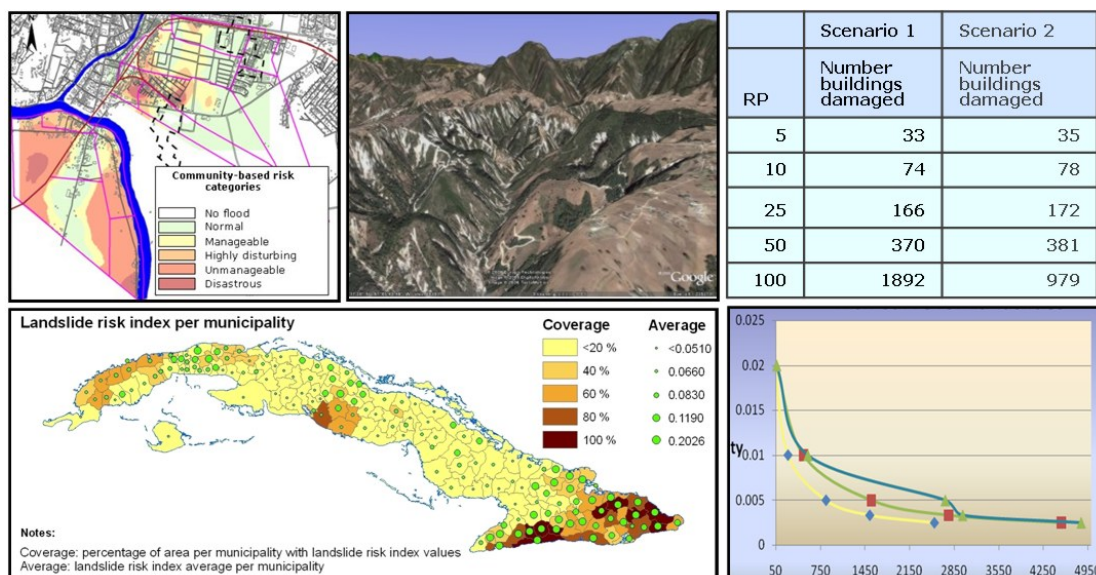 Community-based risk
categories
No flood
Normal
Manageable
Highly disturbing
Unmanageable
Disastrous
Google
Scenario 1 Scenario 2
RP Number buildings damaged Number buildings damaged
5 33 35
10 74 78
25 166 172
50 370 381
100 1892 979
Landslide risk index per municipality
Coverage Average
<20 % <0.0510
40 % 0.0660
60 % 0.0830
80 % 0.1190
100 % 0.2026
Notes:
Coverage: percentage of area per municipality with landslide risk index values
Average: landslide risk index average per municipality
0.025
0.02
0.015
ty 0.01
0.005
0
50 750 1450 2150 2850 3550 4250 4950